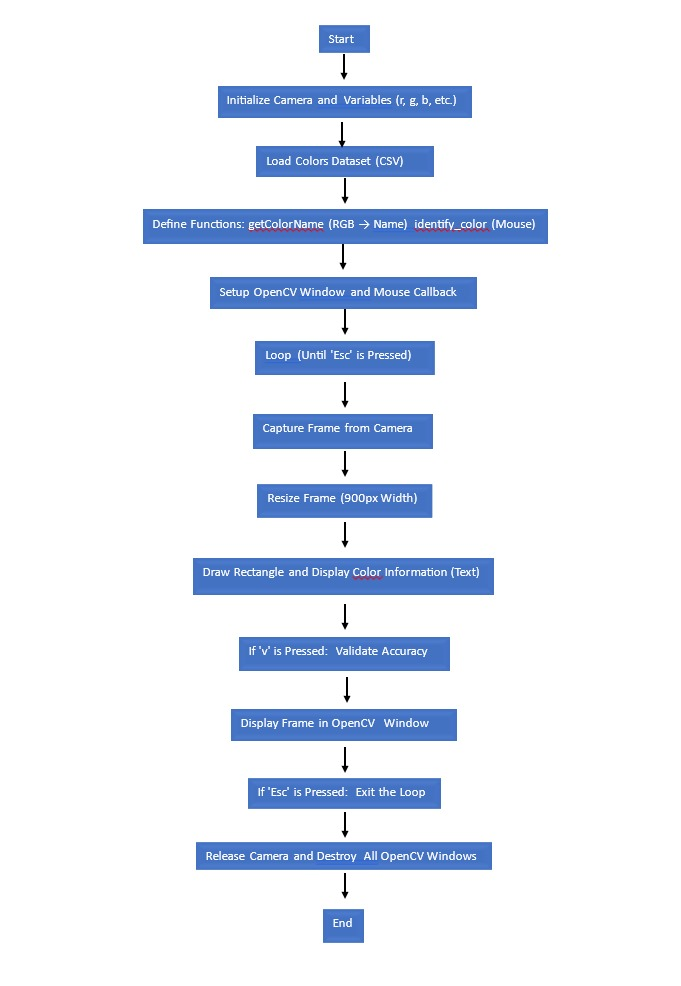 Start
Initialize Camera and Variables (r, g, b, etc.)
Load Colors Dataset (CSV)
Define Functions: getColorName (RGB → Name) identify_color (Mouse)
Setup OpenCV Window and Mouse Callback
Loop (Until 'Esc' is Pressed)
Capture Frame from Camera
Resize Frame (900px Width)
Draw Rectangle and Display Color Information (Text)
If 'v' is Pressed: Validate Accuracy
Display Frame in OpenCV Window
If 'Esc' is Pressed: Exit the Loop
Release Camera and Destroy All OpenCV Windows
End